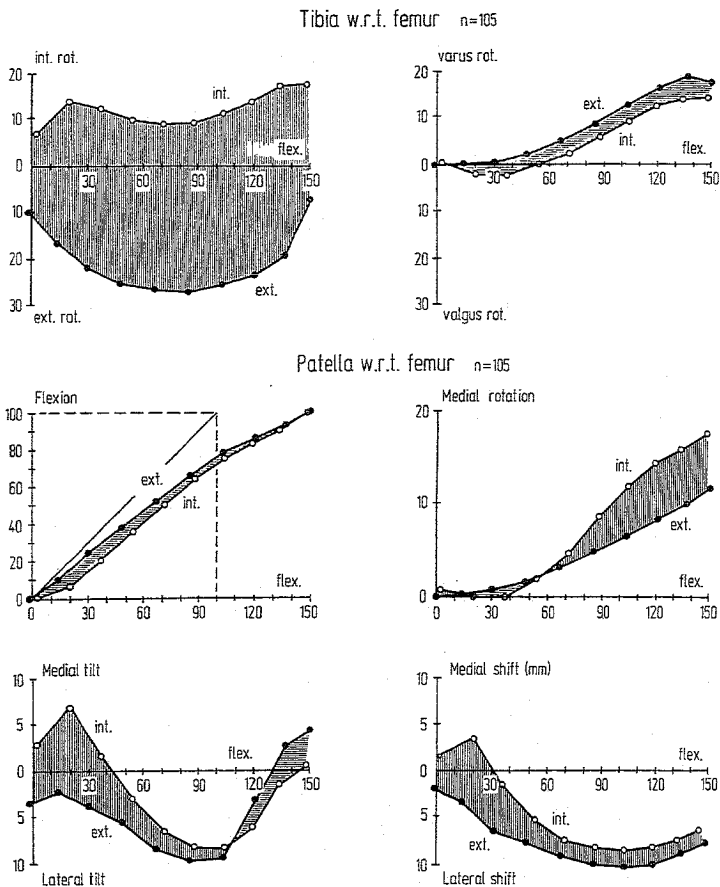 Tibia w.r.t. femur n=105
int. rot.
20
10
0
10
20
30
int.
flex.
30 60 90 120 150
ext.
ext. rot.
varus rot.
20
10
0
10
20
30
ext.
int.
flex.
30 60 90 120 150
valgus rot.
Patella w.r.t. femur n=105
Flexion
100
80
60
40
20
0
ext.
int.
flex.
0 30 60 90 120 150
Medial rotation
20
10
0
int.
ext.
flex.
0 30 60 90 120 150
Medial tilt
10
5
0
5
10
int.
flex.
30 60 90 120 150
ext.
Lateral tilt
Medial shift (mm)
10
5
0
5
10
flex.
30 60 90 120 150
int.
ext.
Lateral shift